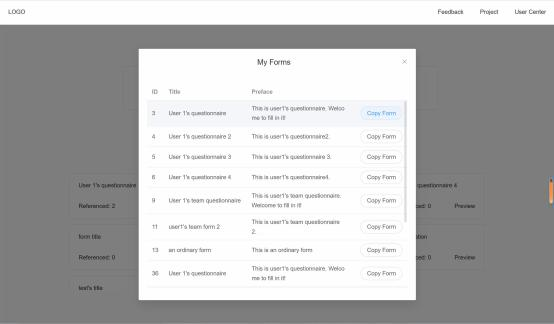 LOGO
Feedback Project User Center
My Forms
×
ID Title Preface
3 User 1's questionnaire This is user1's questionnaire. Welco
me to fill in it! Copy Form
4 User 1's questionnaire 2 This is user1's questionnaire2. Copy Form
5 User 1's questionnaire 3 This is user1's questionnaire 3. Copy Form
6 User 1's questionnaire 4 This is user1's questionnaire4. Copy Form
9 User 1's team questionnaire This is user1's team questionnaire.
Welcome to fill in it! Copy Form
11 user1's team form 2 This is user1's team questionnaire
2. Copy Form
13 an ordinary form This is an ordinary form Copy Form
36 User 1's questionnaire This is user1's questionnaire. Welco
me to fill in it! Copy Form
User 1's questionnaire
questionnaire 4
Referenced: 2
ed: 0 Preview
form title
Referenced: 0
ed: 0 Preview
test's title